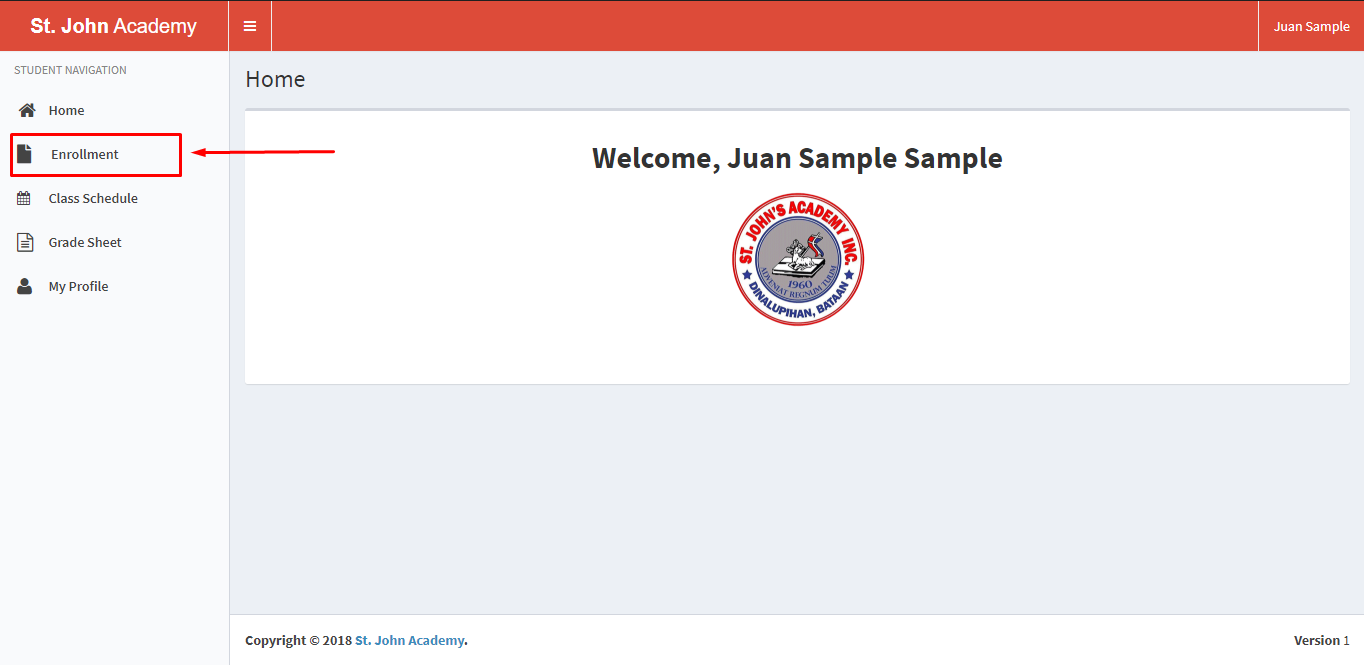 St. John Academy
Juan Sample
STUDENT NAVIGATION
Home
Enrollment
Class Schedule
Grade Sheet
My Profile
Home
Welcome, Juan Sample Sample
ST. JOHN'S ACADEMY INC.
ADVENIAT REGNUM TUUM
1960
DINALUPIHAN, BATAAN
Copyright © 2018 St. John Academy.
Version 1